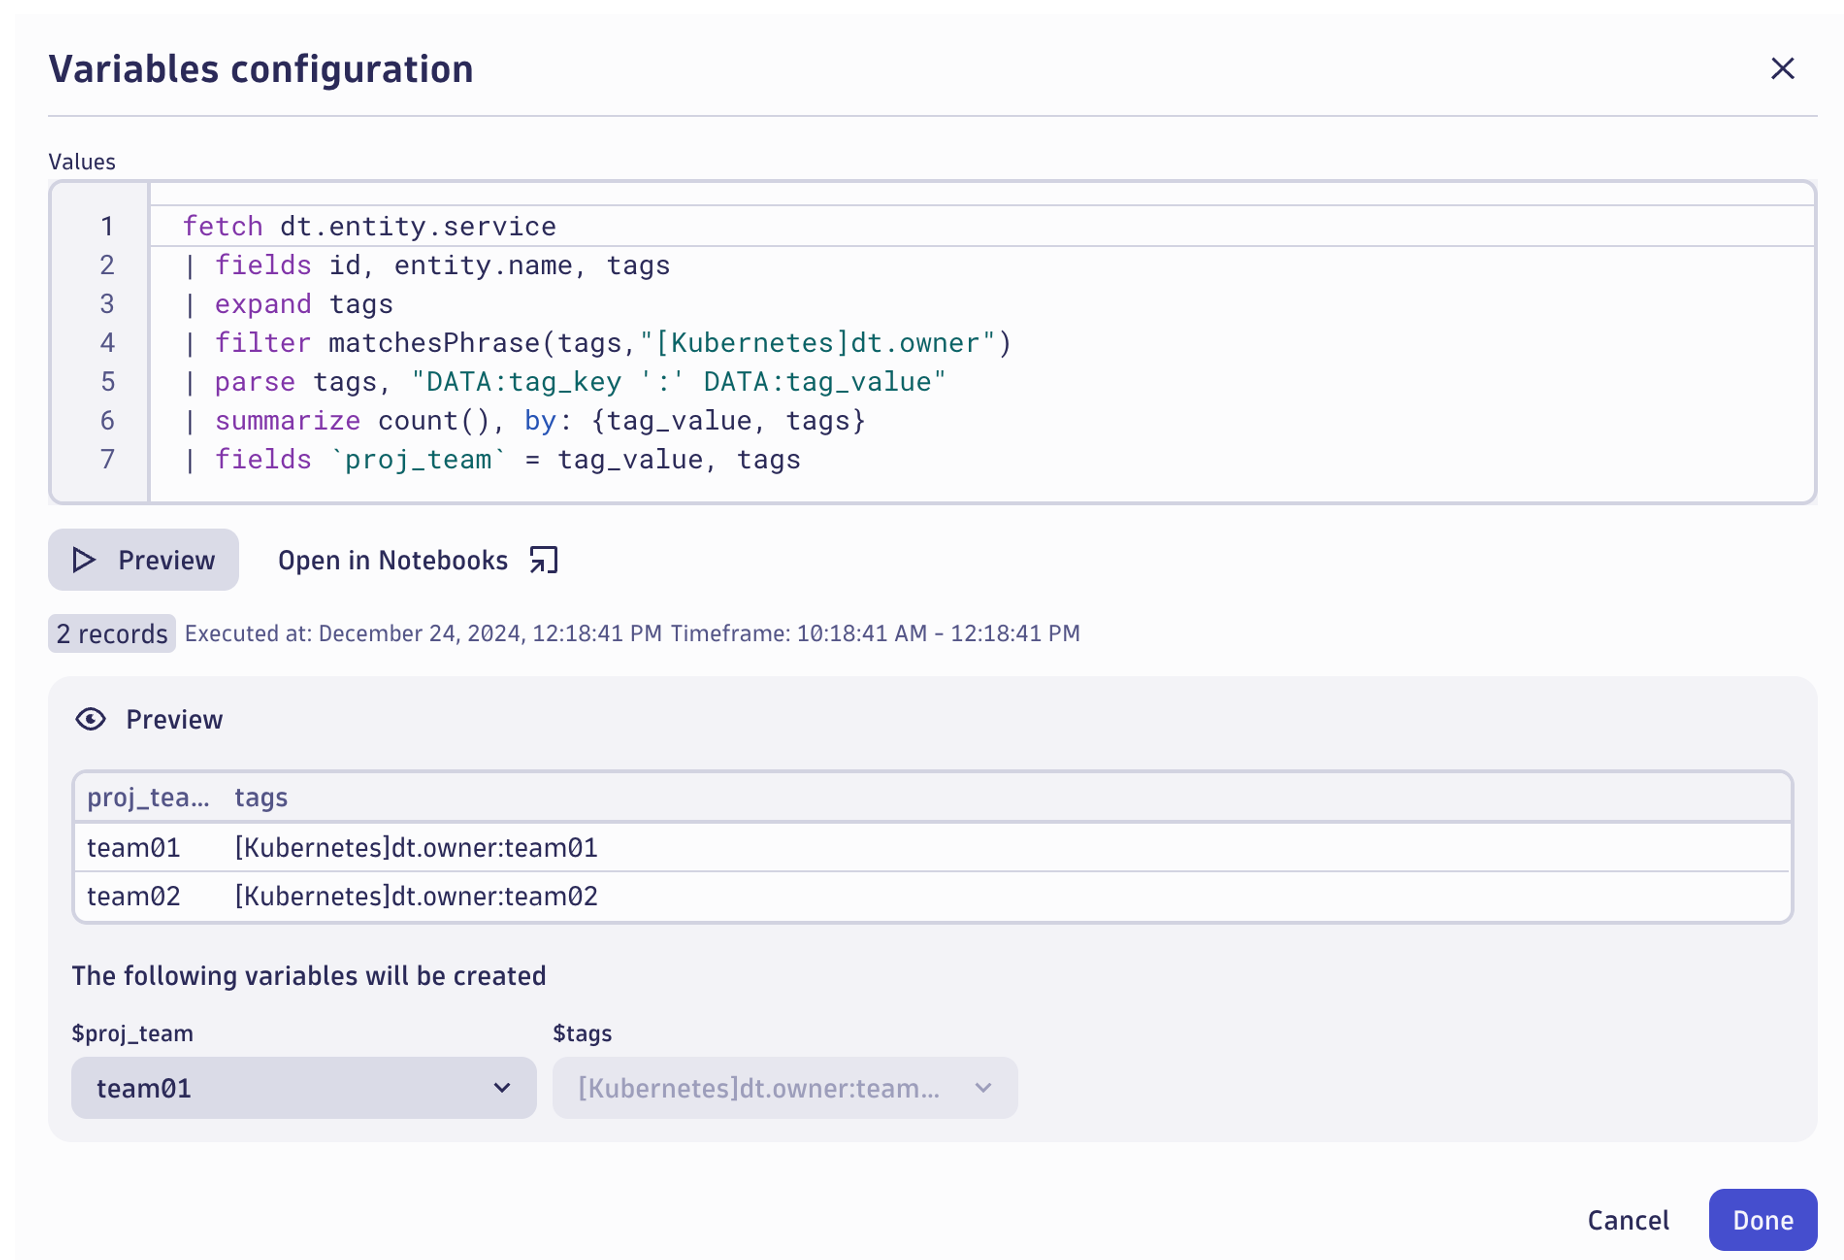 Variables configuration
Values
1 fetch dt.entity.service
2 | fields id, entity.name, tags
3 | expand tags
4 | filter matchesPhrase(tags,"[Kubernetes]dt.owner")
5 | parse tags, "DATA:tag_key ':' DATA:tag_value"
6 | summarize count(), by: {tag_value, tags}
7 | fields `proj_team` = tag_value, tags
Preview Open in Notebooks
2 records Executed at: December 24, 2024, 12:18:41 PM Timeframe: 10:18:41 AM - 12:18:41 PM
Preview
proj_tea... tags
team01 [Kubernetes]dt.owner:team01
team02 [Kubernetes]dt.owner:team02
The following variables will be created
$proj_team $tags
team01 [Kubernetes]dt.owner:team...
Cancel Done